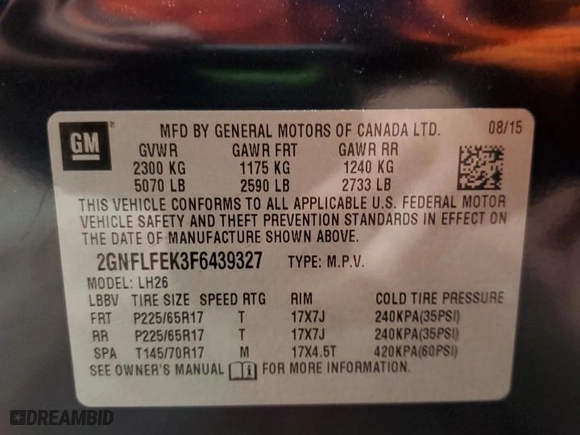 GM ®
MFD BY GENERAL MOTORS OF CANADA LTD. 08/15
GVWR GAWR FRT GAWR RR
2300 KG 1175 KG 1240 KG
5070 LB 2590 LB 2733 LB
THIS VEHICLE CONFORMS TO ALL APPLICABLE U.S. FEDERAL MOTOR
VEHICLE SAFETY AND THEFT PREVENTION STANDARDS IN EFFECT ON
THE DATE OF MANUFACTURE SHOWN ABOVE.
2GNFLFEK3F6439327 TYPE: M.P.V.
MODEL: LH26
LBBV TIRE SIZE SPEED RTG RIM COLD TIRE PRESSURE
FRT P225/65R17 T 17X7J 240KPA(35PSI)
RR P225/65R17 T 17X7J 240KPA(35PSI)
SPA T145/70R17 M 17X4.5T 420KPA(60PSI)
SEE OWNER'S MANUAL FOR MORE INFORMATION.
DREAMBID